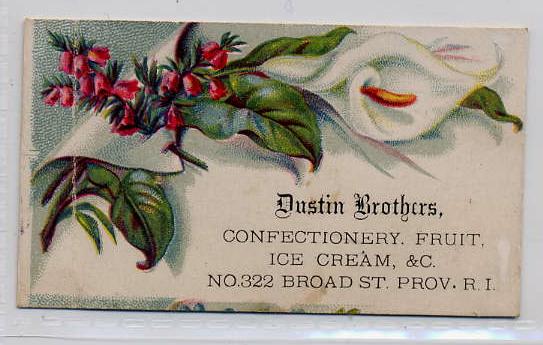 Dustin Brothers,
CONFECTIONERY. FRUIT,
ICE CREAM, &C.
NO.322 BROAD ST. PROV. R.I.